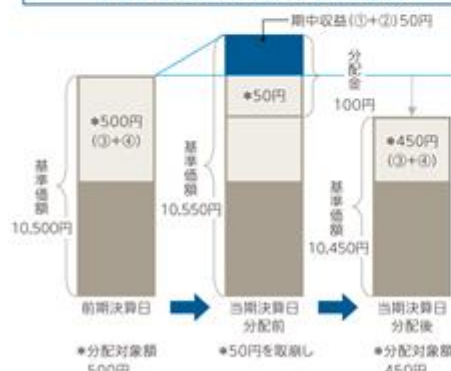 期中収益(①+②)50円
分配金
100円
*500円
(③+④)
*50円
*450円
(③+④)
基準価額
10,500円
基準価額
10,550円
基準価額
10,450円
前期決算日
当期決算日
分配前
当期決算日
分配後
*分配対象額
500円
*50円を取崩し
*分配対象額
450円